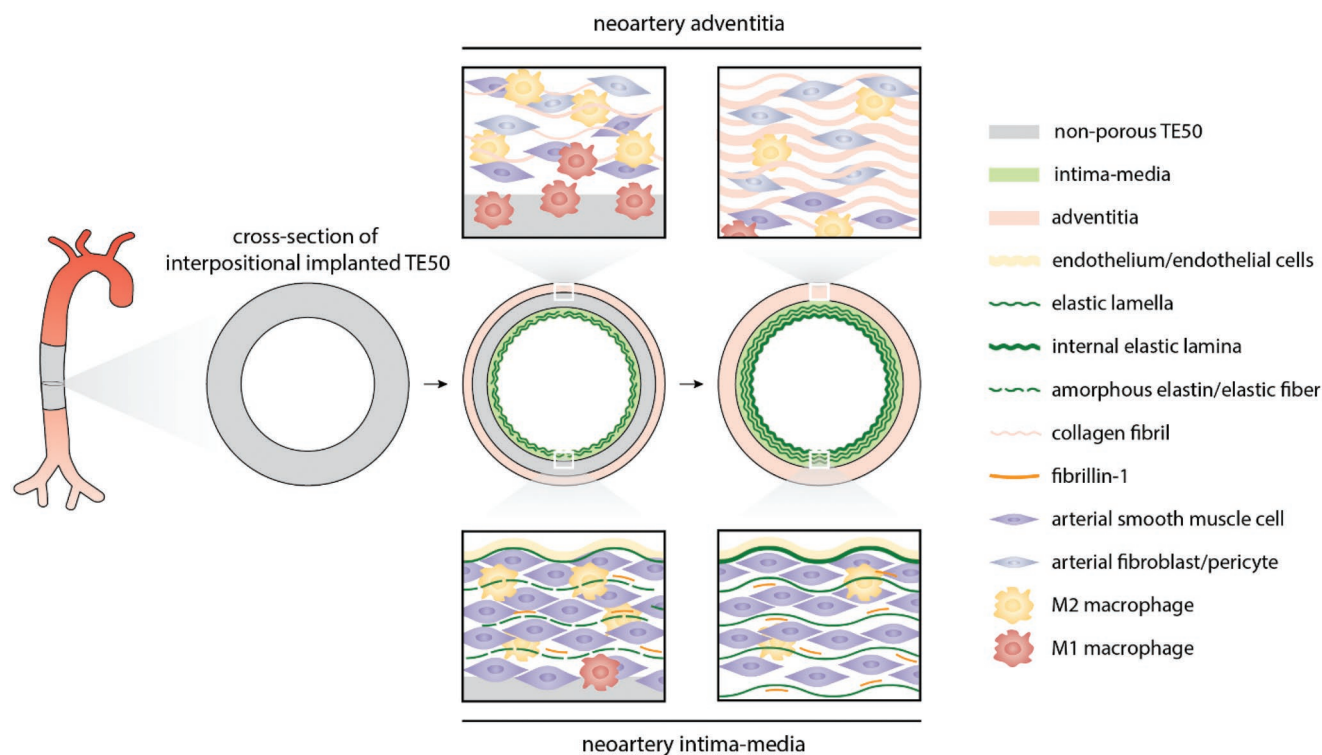 neoartery adventitia
cross-section of
interpositional implanted TE50
non-porous TE50
intima-media
adventitia
endothelium/endothelial cells
elastic lamella
internal elastic lamina
amorphous elastin/elastic fiber
collagen fibril
fibrillin-1
arterial smooth muscle cell
arterial fibroblast/pericyte
M2 macrophage
M1 macrophage
neoartery intima-media